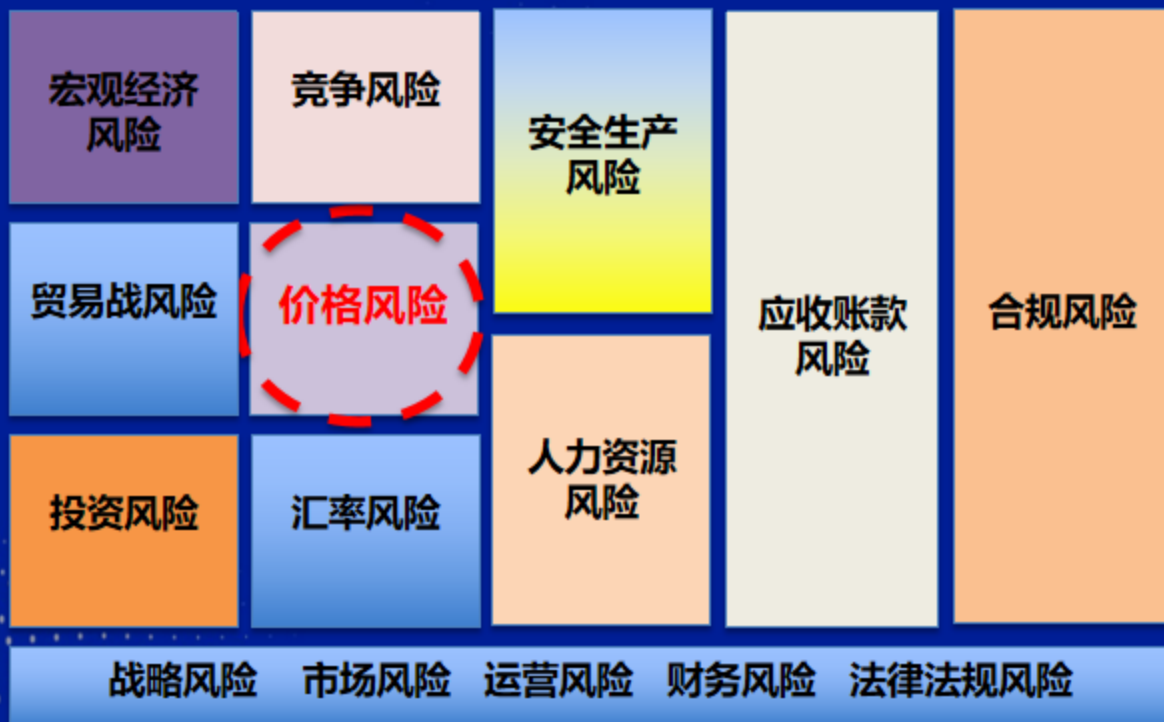 宏观经济
风险
竞争风险
安全生产
风险
应收账款
风险
合规风险
贸易战风险
价格风险
人力资源
风险
投资风险
汇率风险
战略风险 市场风险 运营风险 财务风险 法律法规风险